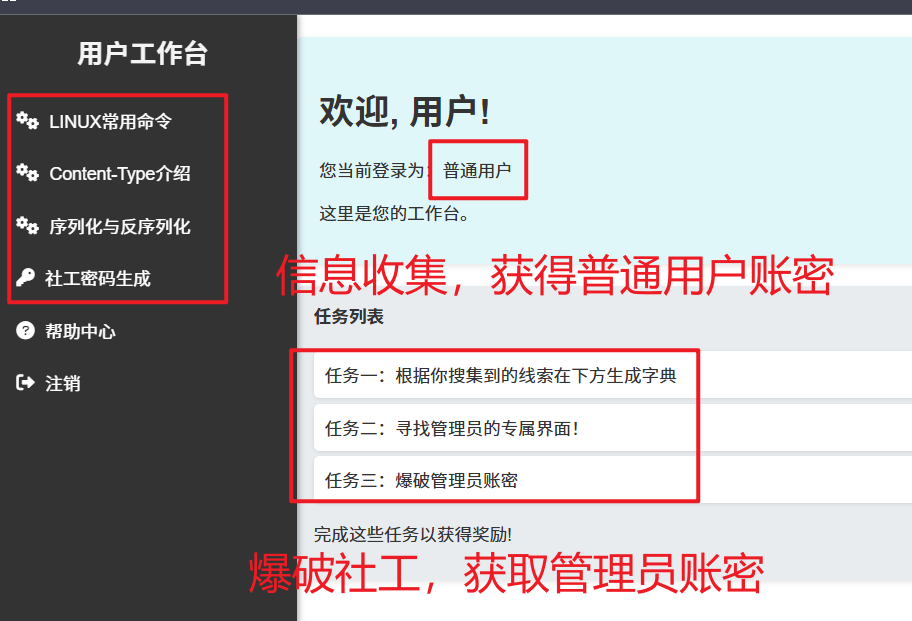 用户工作台
LINUX常用命令
Content-Type介绍
序列化与反序列化
社工密码生成
帮助中心
注销
欢迎, 用户!
您当前登录为: 普通用户
这里是您的工作台。
信息收集，获得普通用户账密
任务列表
任务一：根据你搜集到的线索在下方生成字典
任务二：寻找管理员的专属界面！
任务三：爆破管理员账密
完成这些任务以获得奖励!
爆破社工，获取管理员账密